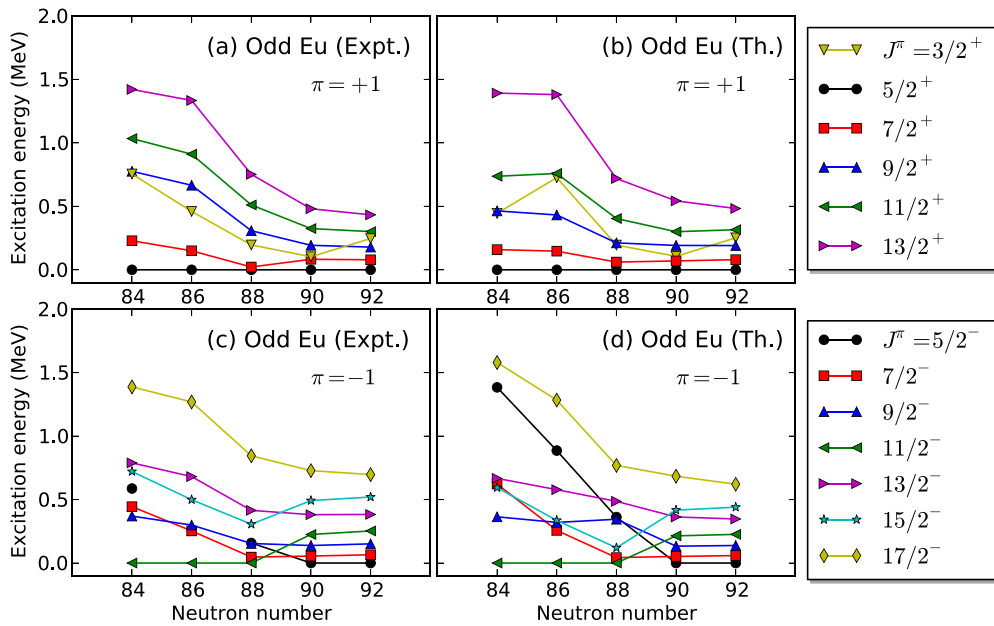 2.0
1.5
1.0
0.5
0.0
Excitation energy (MeV)
(a) Odd Eu (Expt.)
π=+1
84 86 88 90 92
(b) Odd Eu (Th.)
π=+1
84 86 88 90 92
J^π=3/2^+
5/2^+
7/2^+
9/2^+
11/2^+
13/2^+
2.0
1.5
1.0
0.5
0.0
Excitation energy (MeV)
(c) Odd Eu (Expt.)
π=−1
84 86 88 90 92
Neutron number
(d) Odd Eu (Th.)
π=−1
84 86 88 90 92
Neutron number
J^π=5/2^−
7/2^−
9/2^−
11/2^−
13/2^−
15/2^−
17/2^−